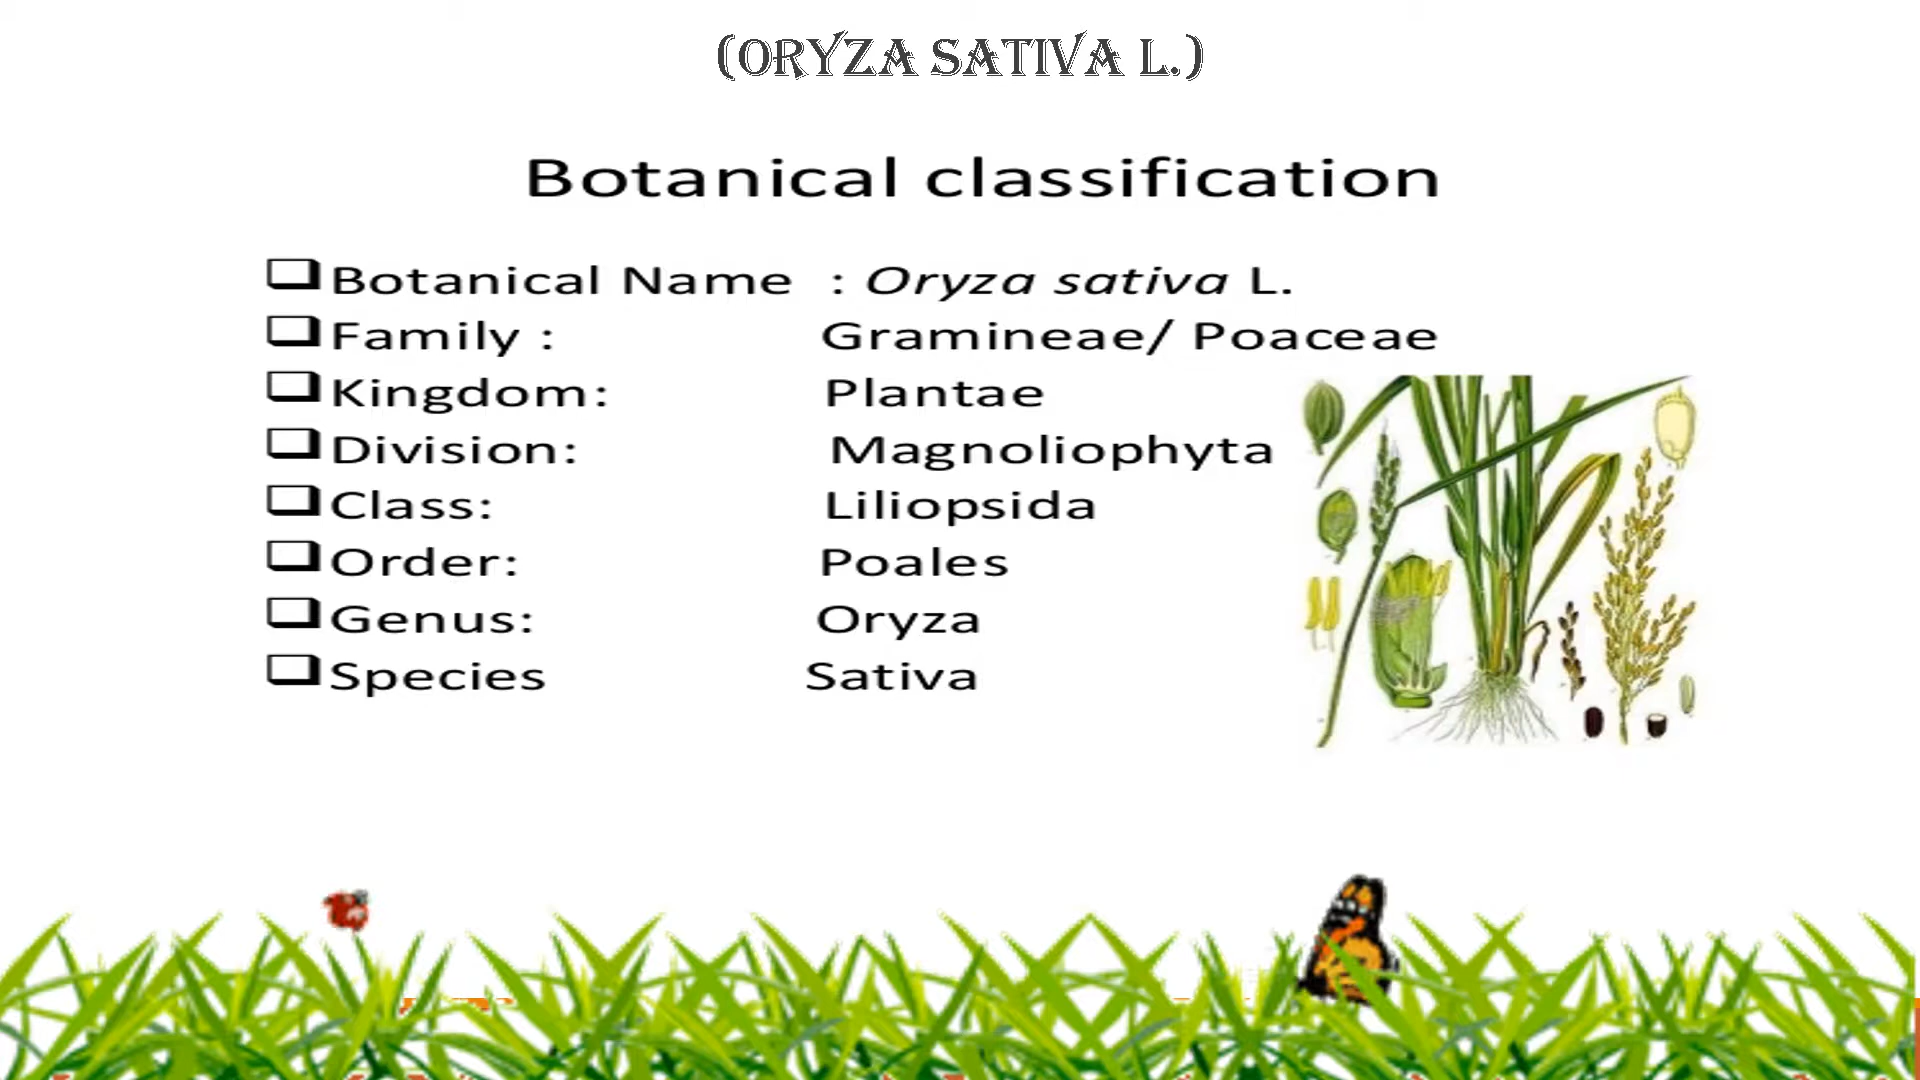 (ORYZA SATIVA L.)
Botanical classification
Botanical Name : Oryza sativa L.
Family : Gramineae/ Poaceae
Kingdom: Plantae
Division: Magnoliophyta
Class: Liliopsida
Order: Poales
Genus: Oryza
Species Sativa